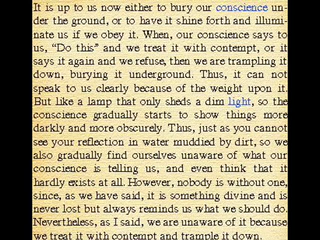 It is up to us now either to bury our conscience un-
der the ground, or to have it shine forth and illumi-
nate us if we obey it. When, our conscience says to
us, “Do this” and we treat it with contempt, or it
says it again and we refuse, then we are trampling it
down, burying it underground. Thus, it can not
speak to us clearly because of the weight upon it.
But like a lamp that only sheds a dim light, so the
conscience gradually starts to show things more
darkly and more obscurely. Thus, just as you cannot
see your reflection in water muddied by dirt, so we
also gradually find ourselves unaware of what our
conscience is telling us, and even think that it
hardly exists at all. However, nobody is without one,
since, as we have said, it is something divine and is
never lost but always reminds us what we should do.
Nevertheless, as I said, we are unaware of it because
we treat it with contempt and trample it down.